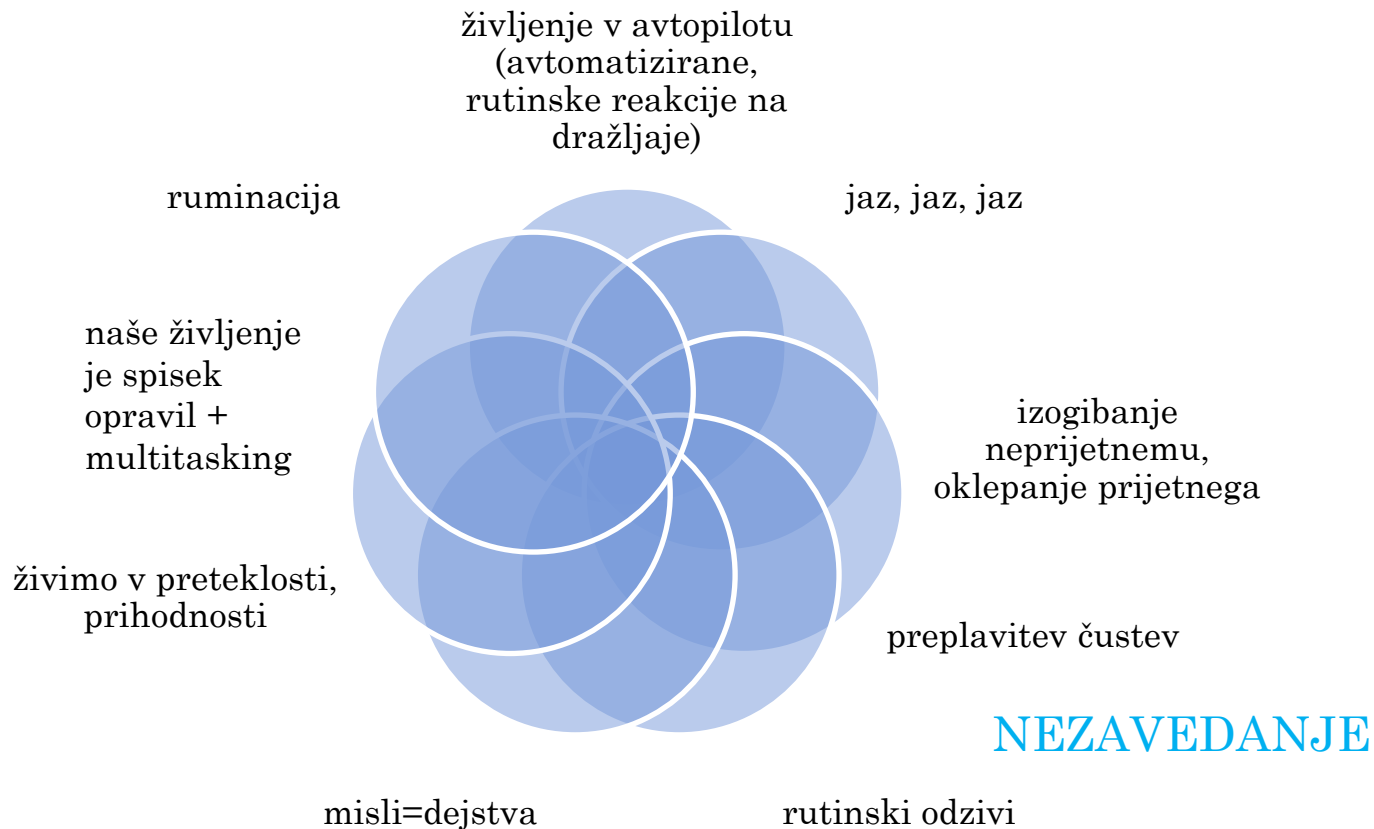 življenje v avtopilotu
(avtomatizirane,
rutinske reakcije na
dražljaje)
ruminacija
jaz, jaz, jaz
naše življenje
je spisek
opravil +
multitasking
izogibanje
neprijetnemu,
oklepanje prijetnega
živimo v preteklosti,
prihodnosti
preplavitev čustev
NEZAVEDANJE
misli=dejstva
rutinski odzivi